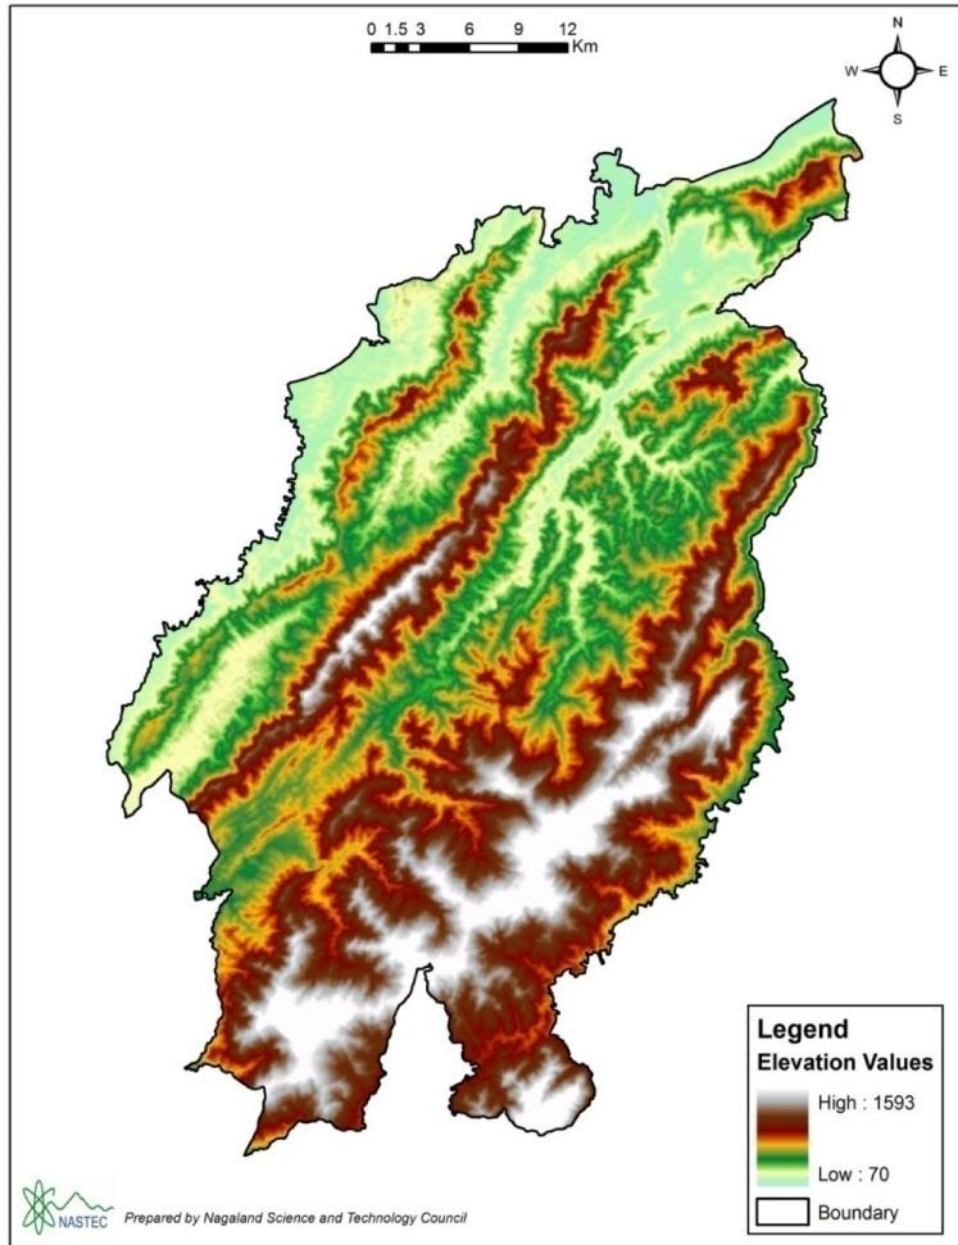 0 1.5 3 6 9 12
Km
N
W E
S
Legend
Elevation Values
High : 1593
Low : 70
Boundary
NASTEC
Prepared by Nagaland Science and Technology Council